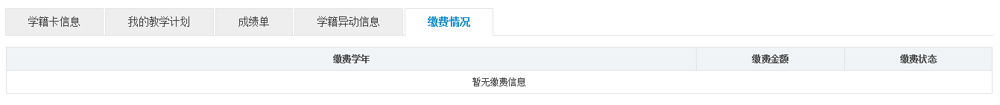 学籍卡信息 我的教学计划 成绩单 学籍异动信息 缴费情况
缴费学年 缴费金额 缴费状态
暂无缴费信息